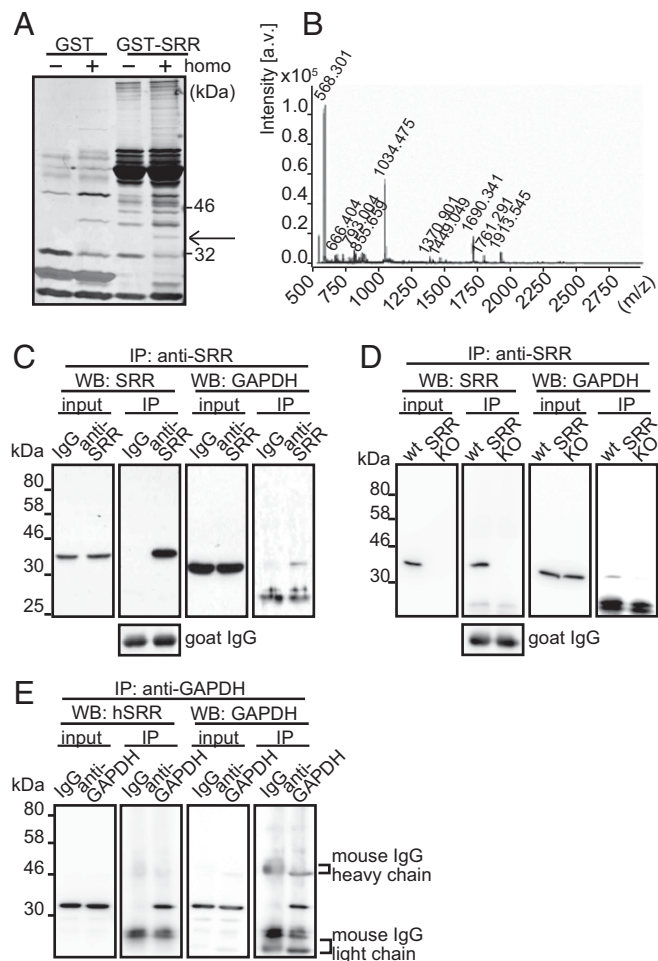 A
GST GST-SRR
− + − + homo
(kDa)
46
32
B
Intensity [a.v.]
x10⁵
1.0
0.8
0.6
0.4
0.2
0.0
568.301
666.404
793.004
855.659
1034.475
1370.901
1449.049
1690.341
1761.291
1913.545
500 750 1000 1250 1500 1750 2000 2250 2500 2750 (m/z)
C
IP: anti-SRR
WB: SRR WB: GAPDH
input IP input IP
IgG anti-SRR IgG anti-SRR IgG anti-SRR IgG anti-SRR
kDa
80
58
46
30
25
goat IgG
D
IP: anti-SRR
WB: SRR WB: GAPDH
input IP input IP
wt SRR KO wt SRR KO wt SRR KO wt SRR KO
kDa
80
58
46
30
goat IgG
E
IP: anti-GAPDH
WB: hSRR WB: GAPDH
input IP input IP
IgG anti-GAPDH IgG anti-GAPDH IgG anti-GAPDH IgG anti-GAPDH
kDa
80
58
46
30
mouse IgG
heavy chain
mouse IgG
light chain